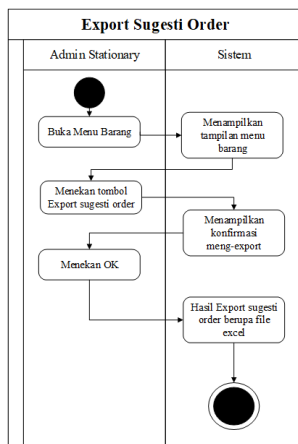 Export Sugesti Order
Admin Stationary
Sistem
Buka Menu Barang
Menampilkan
tampilan menu
barang
Menekan tombol
Export sugesti order
Menampilkan
konfirmasi
meng-export
Menekan OK
Hasil Export sugesti
order berupa file
excel